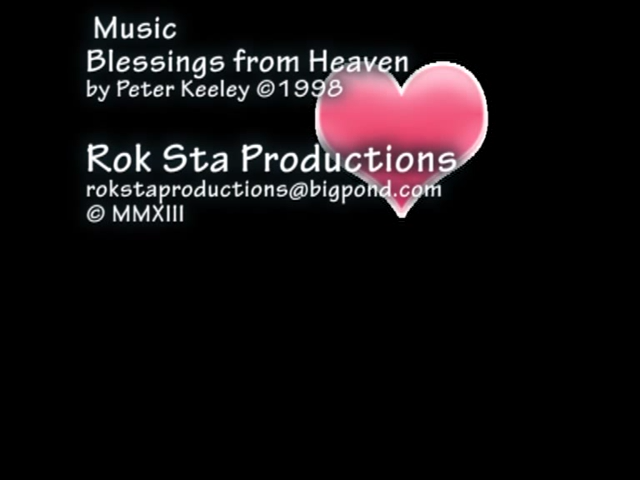 Music
Blessings from Heaven
by Peter Keeley ©1998
Rok Sta Productions
rokstaproductions@bigpond.com
© MMXIII